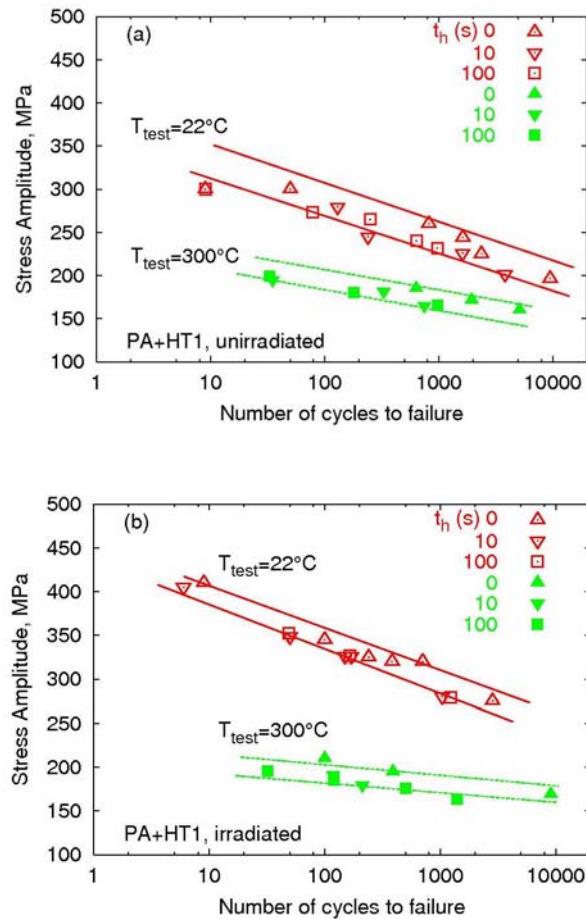 500
450
400
350
300
250
200
150
100
Stress Amplitude, MPa
(a)
t_h (s) 0
10
100
0
10
100
T_test=22°C
T_test=300°C
PA+HT1, unirradiated
1 10 100 1000 10000
Number of cycles to failure
500
450
400
350
300
250
200
150
100
Stress Amplitude, MPa
(b)
t_h (s) 0
10
100
0
10
100
T_test=22°C
T_test=300°C
PA+HT1, irradiated
1 10 100 1000 10000
Number of cycles to failure